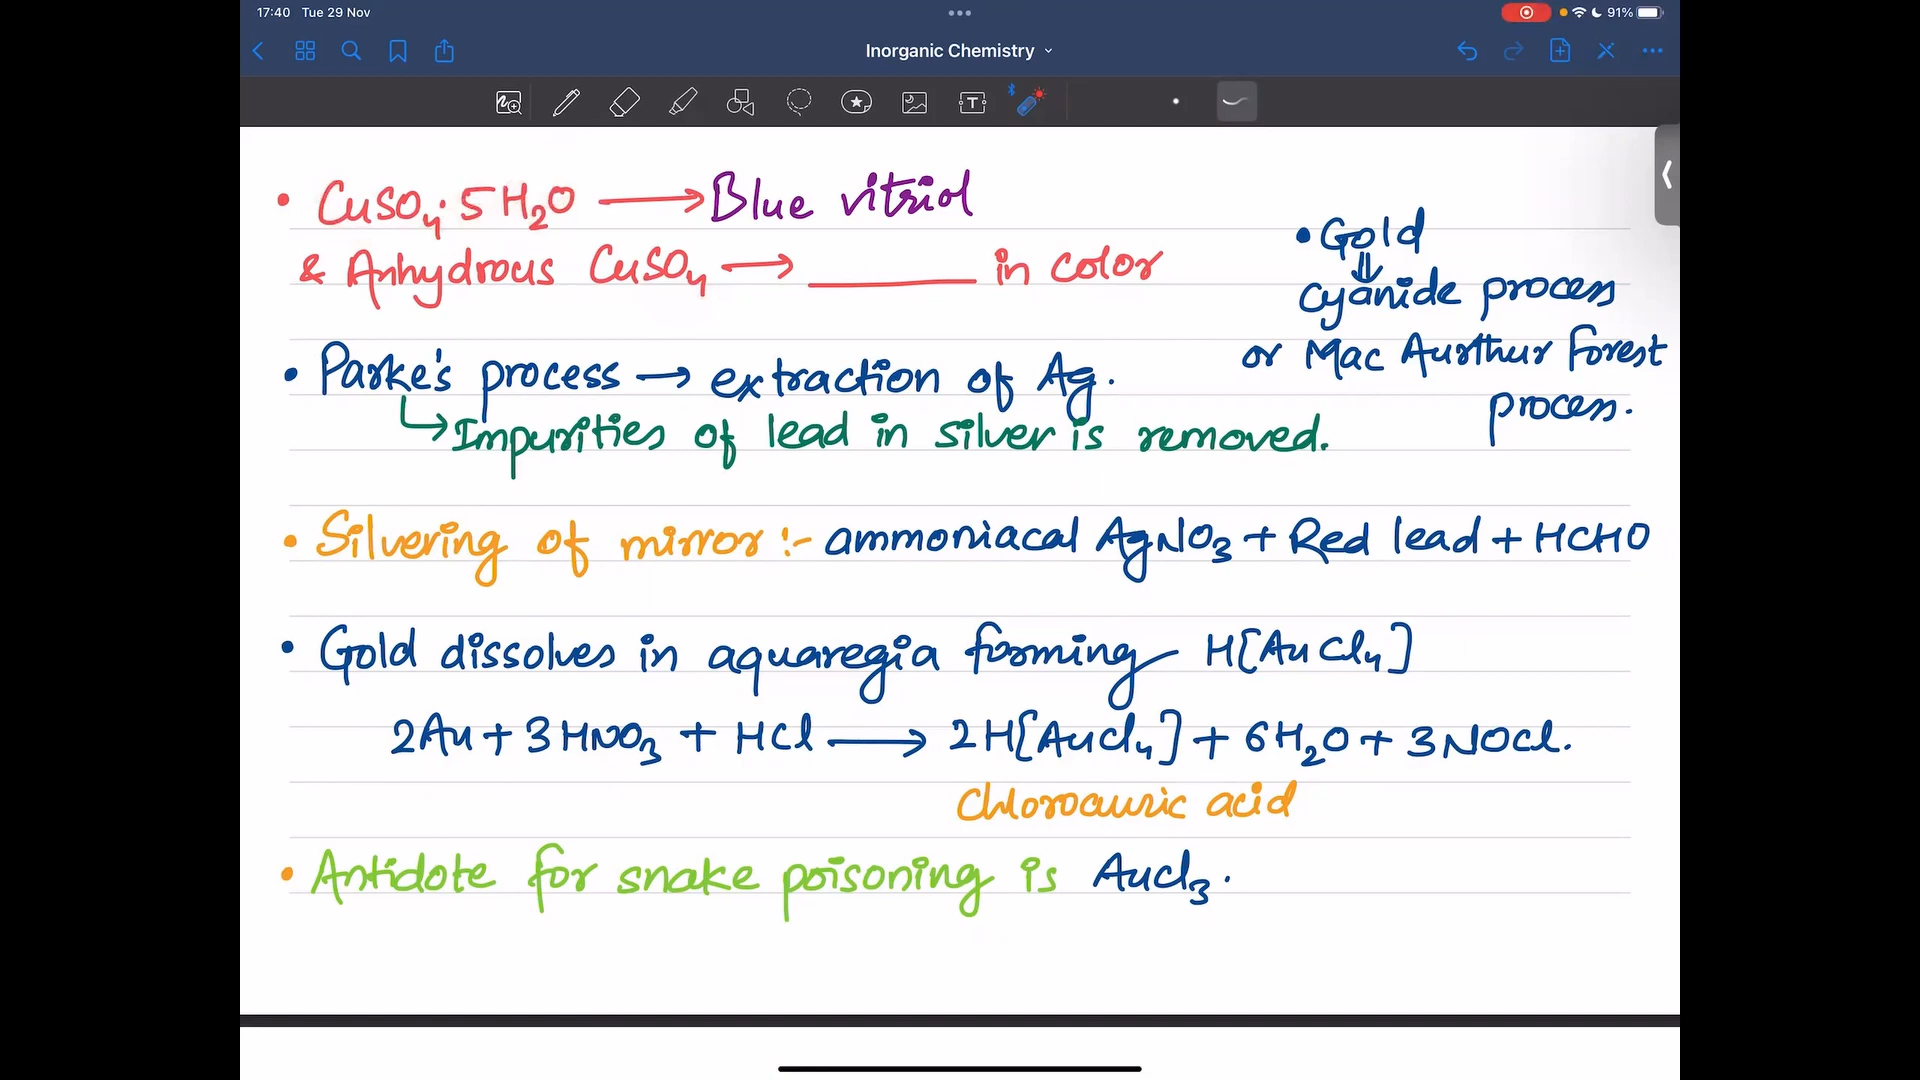 17:40 Tue 29 Nov
91%
Inorganic Chemistry
• CuSO₄·5H₂O ⟶ Blue vitriol
& Anhydrous CuSO₄ → ________ in color
• Gold
⇓
Cyanide process
or Mac Aurthur Forest
process.
• Parke's process → extraction of Ag.
↳ Impurities of lead in silver is removed.
• Silvering of mirror :- ammoniacal AgNO₃ + Red lead + HCHO
• Gold dissolves in aquaregia forming H[AuCl₄]
2Au + 3HNO₃ + HCl ⟶ 2H[AuCl₄] + 6H₂O + 3NOCl.
Chloroauric acid
• Antidote for snake poisoning is AuCl₃.